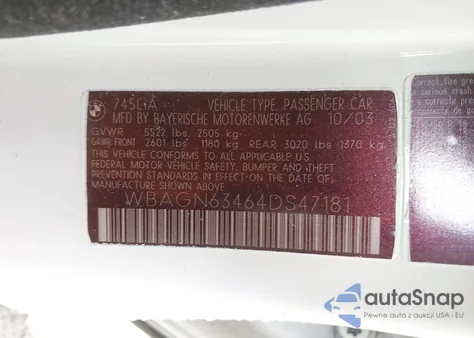 745LiA VEHICLE TYPE PASSENGER CAR
MFD BY BAYERISCHE MOTORENWERKE AG 10/03
GVWR 5522 lbs 2505 kg
GAWR FRONT 2601 lbs 1180 kg REAR 3020 lbs 1370 kg
THIS VEHICLE CONFORMS TO ALL APPLICABLE U.S.
FEDERAL MOTOR VEHICLE SAFETY, BUMPER AND THEFT
PREVENTION STANDARDS IN EFFECT ON THE DATE OF
MANUFACTURE SHOWN ABOVE.
WBAGN63464DS47181
autoSnap
Pewne auta z aukcji USA i EU